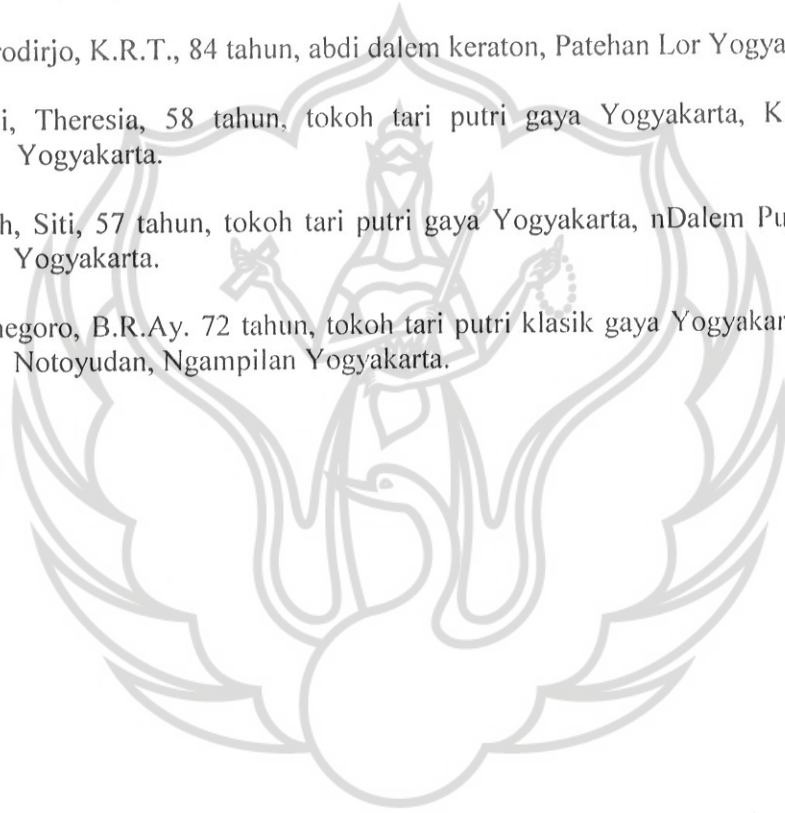 rodirjo, K.R.T., 84 tahun, abdi dalem keraton, Patehan Lor Yogya
i, Theresia, 58 tahun, tokoh tari putri gaya Yogyakarta, K
Yogyakarta.
h, Siti, 57 tahun, tokoh tari putri gaya Yogyakarta, nDalem Pu
Yogyakarta.
negoro, B.R.Ay. 72 tahun, tokoh tari putri klasik gaya Yogyakar
Notoyudan, Ngampilan Yogyakarta.